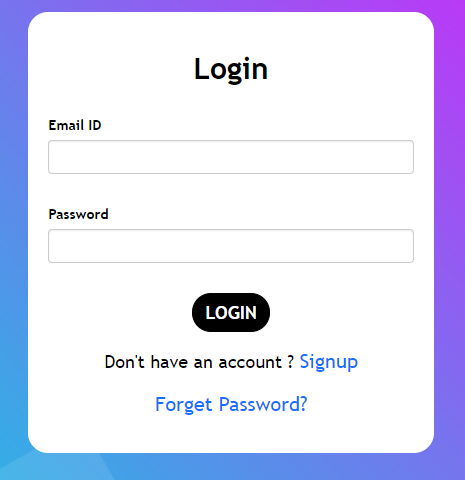 Login
Email ID
Password
LOGIN
Don't have an account ? Signup
Forget Password?